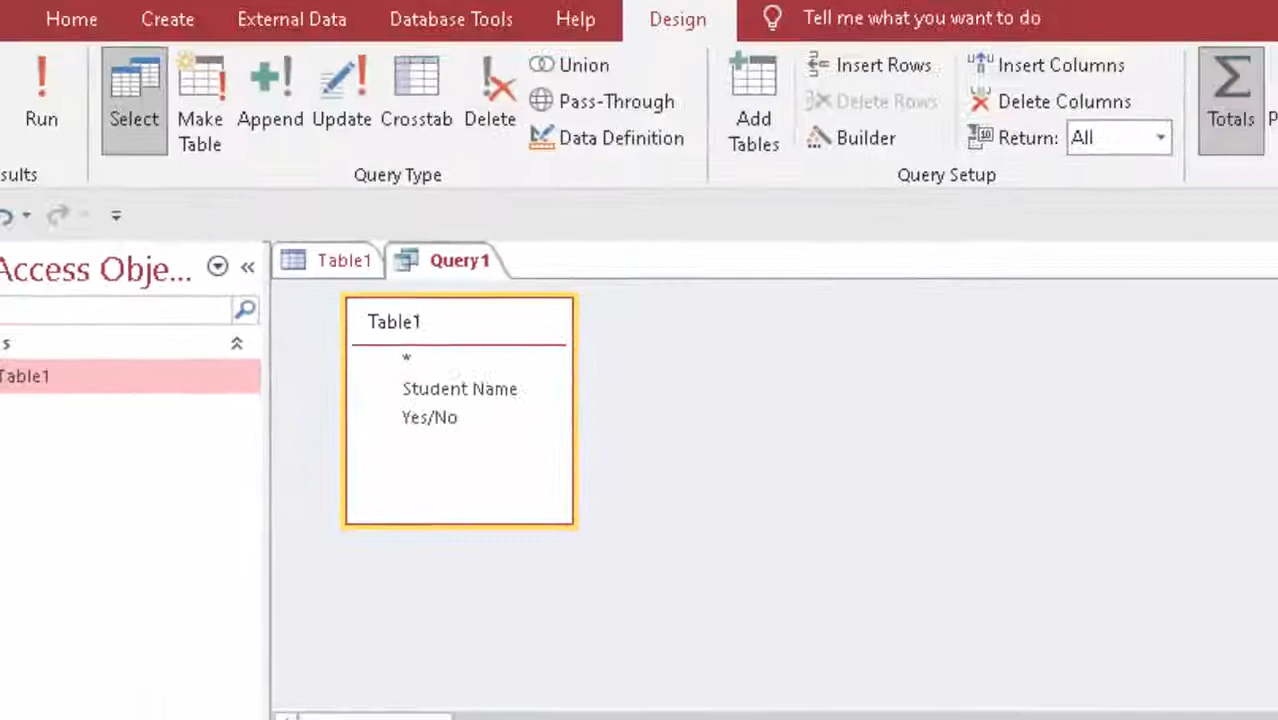 Home Create External Data Database Tools Help Design Tell me what you want to do
Run Select Make Table Append Update Crosstab Delete
Union
Pass-Through
Data Definition
Add Tables
Insert Rows
Delete Rows
Builder
Insert Columns
Delete Columns
Return: All
Totals P
sults Query Type Query Setup
Access Obje...
s
Table1
Table1 Query1
Table1
*
Student Name
Yes/No